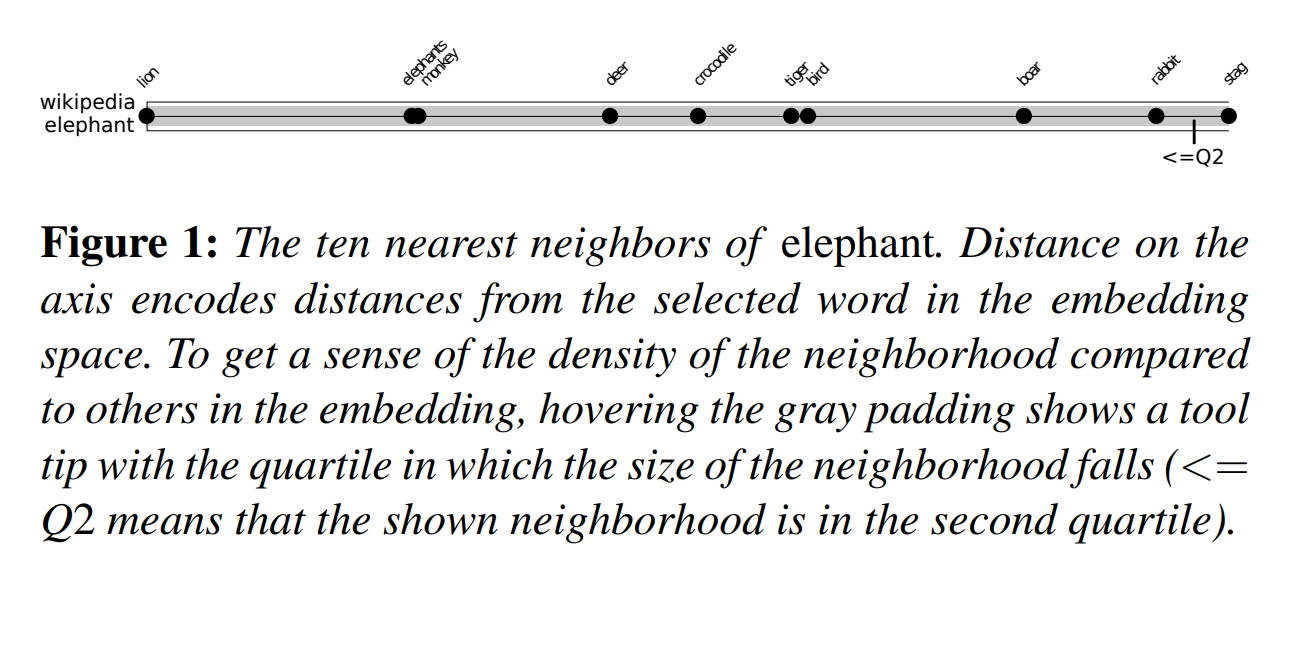 lion elephants monkey deer crocodile tiger bird boar rabbit stag
wikipedia
elephant
<=Q2
Figure 1: The ten nearest neighbors of elephant. Distance on the
axis encodes distances from the selected word in the embedding
space. To get a sense of the density of the neighborhood compared
to others in the embedding, hovering the gray padding shows a tool
tip with the quartile in which the size of the neighborhood falls (<=
Q2 means that the shown neighborhood is in the second quartile).